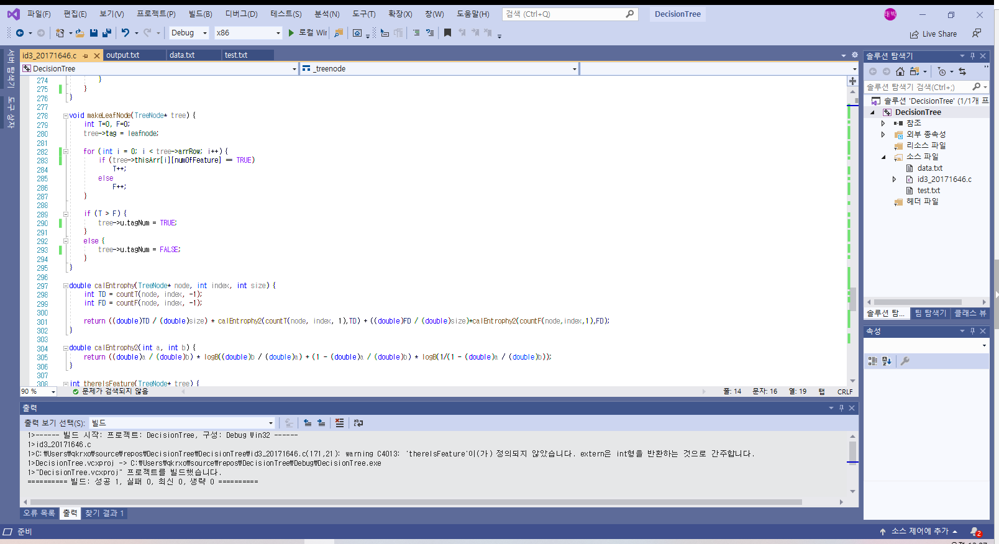 파일(F) 편집(E) 보기(V) 프로젝트(P) 빌드(B) 디버그(D) 테스트(S) 분석(N) 도구(T) 확장(X) 창(W) 도움말(H) 검색 (Ctrl+Q) DecisionTree 태박
Debug x86 로컬 Wir Live Share
서버 탐색기
도구 상자
id3_20171646.c output.txt data.txt test.txt
DecisionTree _treenode
274 }
275 }
276 }
277
278 void makeLeafNode(TreeNode* tree) {
279 int T=0, F=0;
280 tree->tag = leafnode;
281
282 for (int i = 0; i < tree->arrRow; i++) {
283 if (tree->thisArr[i][numOfFeature] == TRUE)
284 T++;
285 else
286 F++;
287 }
288
289 if (T > F) {
290 tree->u.tagNum = TRUE;
291 }
292 else {
293 tree->u.tagNum = FALSE;
294 }
295 }
296
297 double calEntrophy(TreeNode* node, int index, int size) {
298 int TD = countT(node, index, -1);
299 int FD = countF(node, index, -1);
300
301 return ((double)TD / (double)size) * calEntrophy2(countT(node, index, 1),TD) + ((double)FD / (double)size)*calEntrophy2(countF(node,index,1),FD);
302 }
303
304 double calEntrophy2(int a, int b) {
305 return ((double)a / (double)b) * logB((double)b / (double)a) + (1 - (double)a / (double)b) * logB(1/(1 - (double)a / (double)b));
306 }
307
308 int thereIsFeature(TreeNode* tree) {
90 % 문제가 검색되지 않음 줄: 14 문자: 16 열: 19 탭 CRLF
출력
출력 보기 선택(S): 빌드
1>------ 빌드 시작: 프로젝트: DecisionTree, 구성: Debug Win32 ------
1>id3_20171646.c
1>C:₩Users₩qkrxo₩source₩repos₩DecisionTree₩DecisionTree₩id3_20171646.c(171,21): warning C4013: 'thereIsFeature'이(가) 정의되지 않았습니다. extern은 int형을 반환하는 것으로 간주합니다.
1>DecisionTree.vcxproj -> C:₩Users₩qkrxo₩source₩repos₩DecisionTree₩Debug₩DecisionTree.exe
1>"DecisionTree.vcxproj" 프로젝트를 빌드했습니다.
========== 빌드: 성공 1, 실패 0, 최신 0, 생략 0 ==========
오류 목록 출력 찾기 결과 1
솔루션 탐색기
솔루션 탐색기 검색(Ctrl+;)
솔루션 'DecisionTree' (1/1개 프
DecisionTree
참조
외부 종속성
리소스 파일
소스 파일
data.txt
id3_20171646.c
test.txt
헤더 파일
솔루션 탐... 팀 탐색기 클래스 뷰
속성
준비 소스 제어에 추가 2